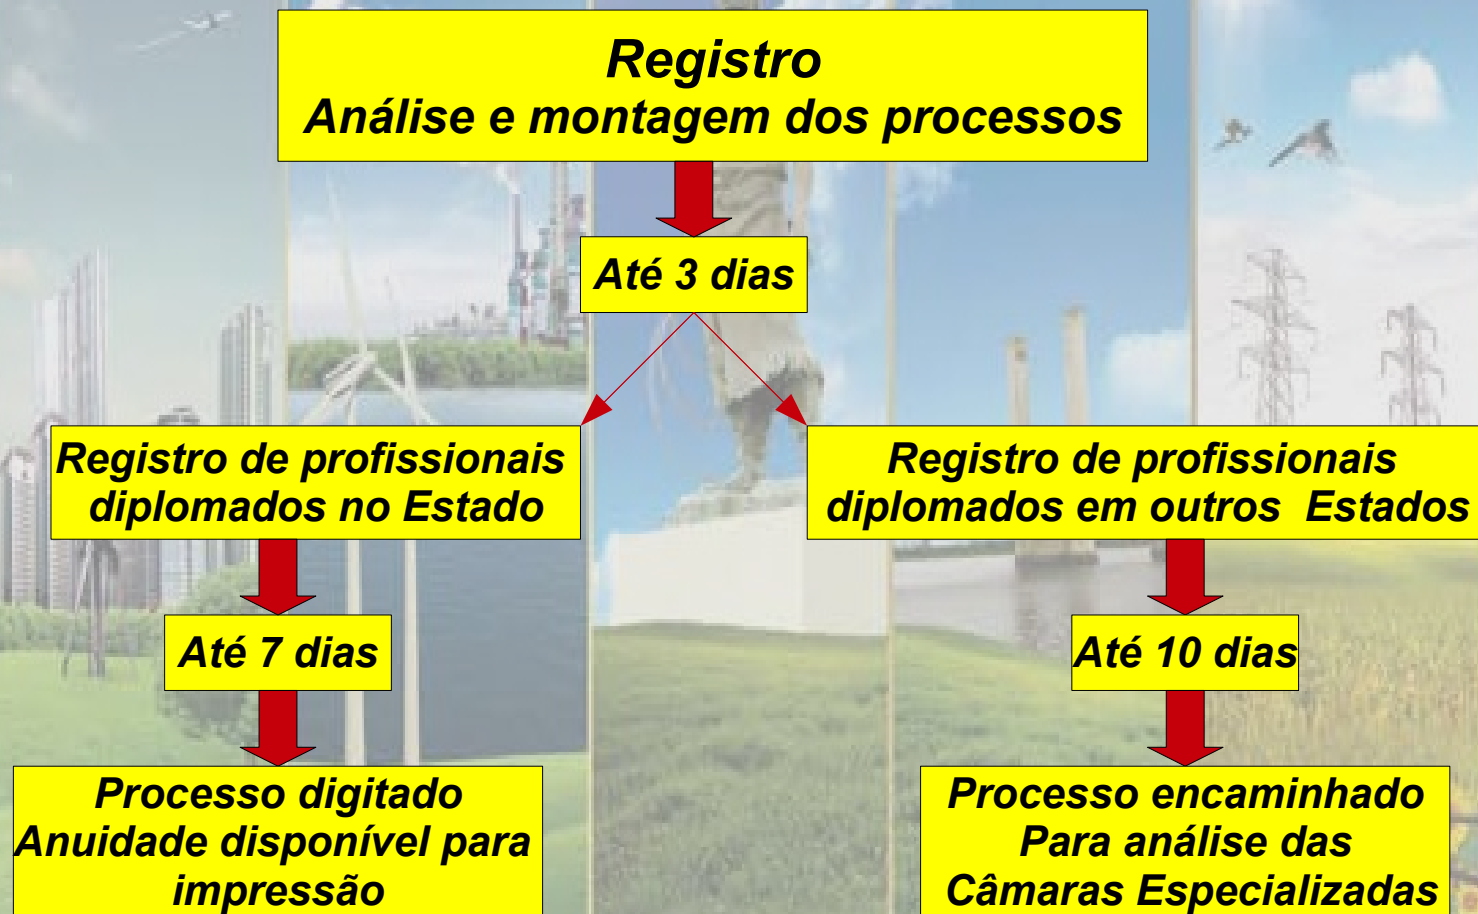 Registro
Análise e montagem dos processos
Até 3 dias
Registro de profissionais
diplomados no Estado
Registro de profissionais
diplomados em outros Estados
Até 7 dias
Até 10 dias
Processo digitado
Anuidade disponível para
impressão
Processo encaminhado
Para análise das
Câmaras Especializadas